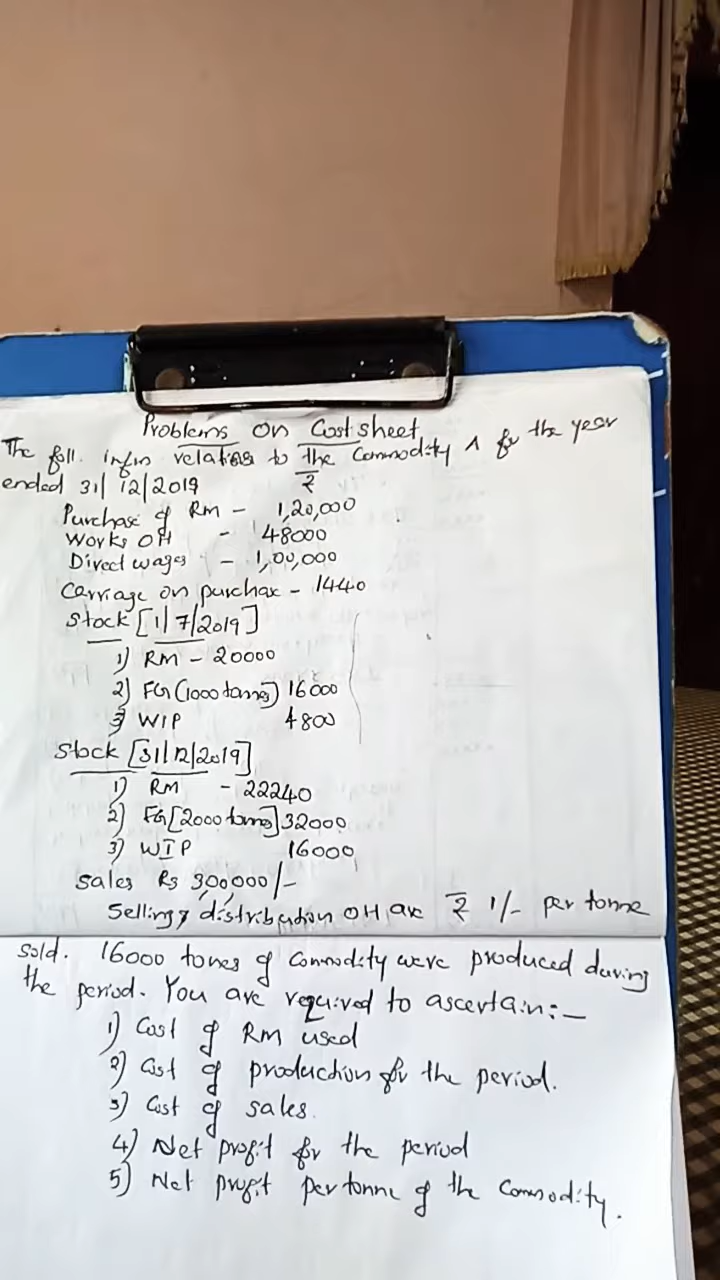 Problems on Cost sheet
The foll. infm relates to the Commodity A for the year
ended 31/12/2019 ₹
Purchase of RM - 1,20,000
Works OH - 48000
Direct wages - 1,00,000
Carriage on purchase - 1440
Stock [1/7/2019]
1) RM - 20000
2) FG (1000 tonnes) 16000
3) WIP 4800
Stock [31/12/2019]
1) RM - 22240
2) FG [2000 tonnes] 32000
3) WIP 16000
Sales Rs 300,000/-
Selling & distribution OH are ₹ 1/- per tonne
sold. 16000 tones of Commodity were produced during
the period. You are required to ascertain:-
1) Cost of RM used
2) Cost of production for the period.
3) Cost of sales.
4) Net profit for the period
5) Net profit per tonne of the Commodity.